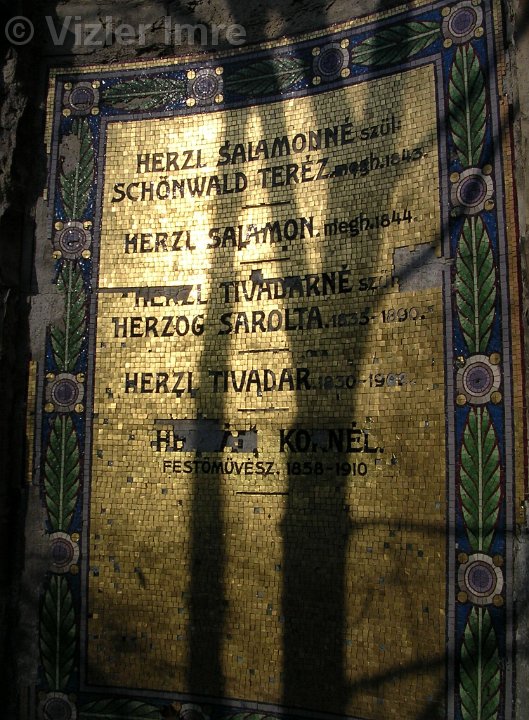 © Vizier Imre
HERZL SALAMONNÉ szül.
SCHÖNWALD TERÉZ. megh. 1843.
HERZL SALAMON. megh. 1844.
HERZL TIVADARNÉ szül.
HERZOG SAROLTA. 1835-1890.
HERZL TIVADAR.
FESTŐMŰVÉSZ. 1858-1910